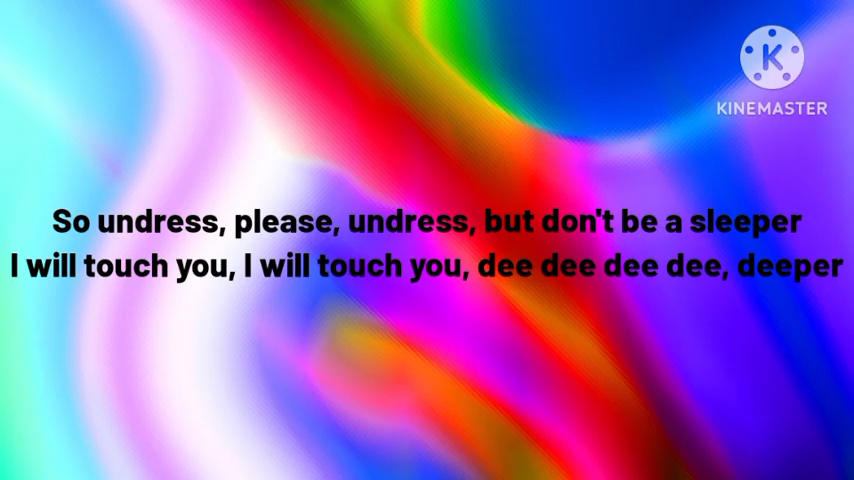 KINEMASTER
So undress, please, undress, but don't be a sleeper
I will touch you, I will touch you, dee dee dee dee, deeper